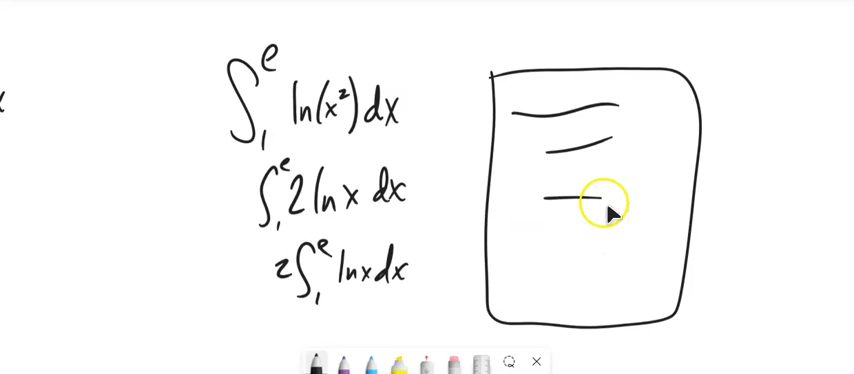 ∫₁ᵉ ln(x²) dx
∫₁ᵉ 2 ln x dx
2 ∫₁ᵉ ln x dx